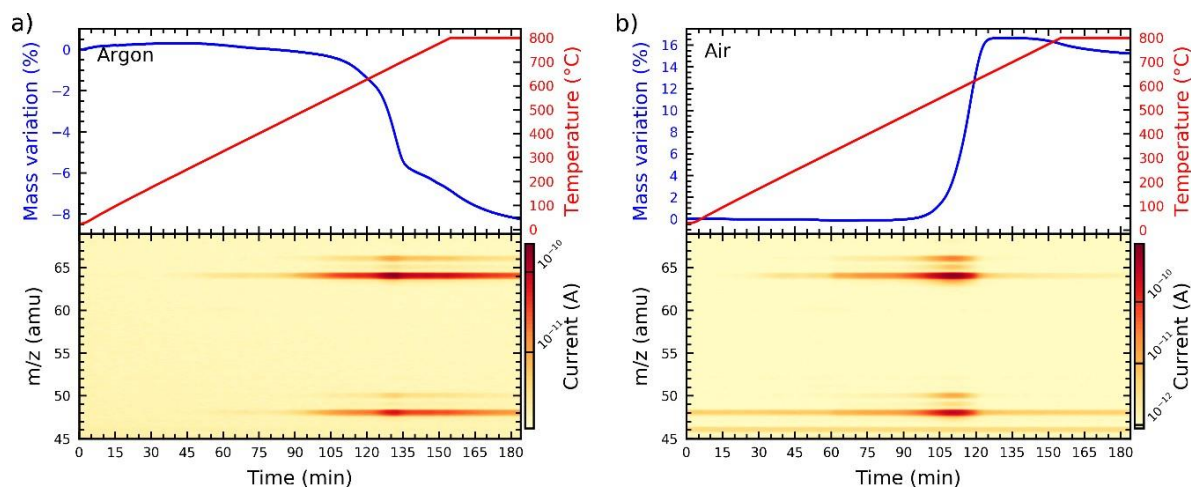 a)
Argon
Mass variation (%)
0
−2
−4
−6
−8
800
700
600
500
400
300
200
100
0
Temperature (°C)
m/z (amu)
65
60
55
50
45
10⁻¹⁰
10⁻¹¹
Current (A)
0 15 30 45 60 75 90 105 120 135 150 165 180
Time (min)
b)
Air
Mass variation (%)
16
14
12
10
8
6
4
2
0
800
700
600
500
400
300
200
100
0
Temperature (°C)
m/z (amu)
65
60
55
50
45
10⁻¹⁰
10⁻¹¹
10⁻¹²
Current (A)
0 15 30 45 60 75 90 105 120 135 150 165 180
Time (min)